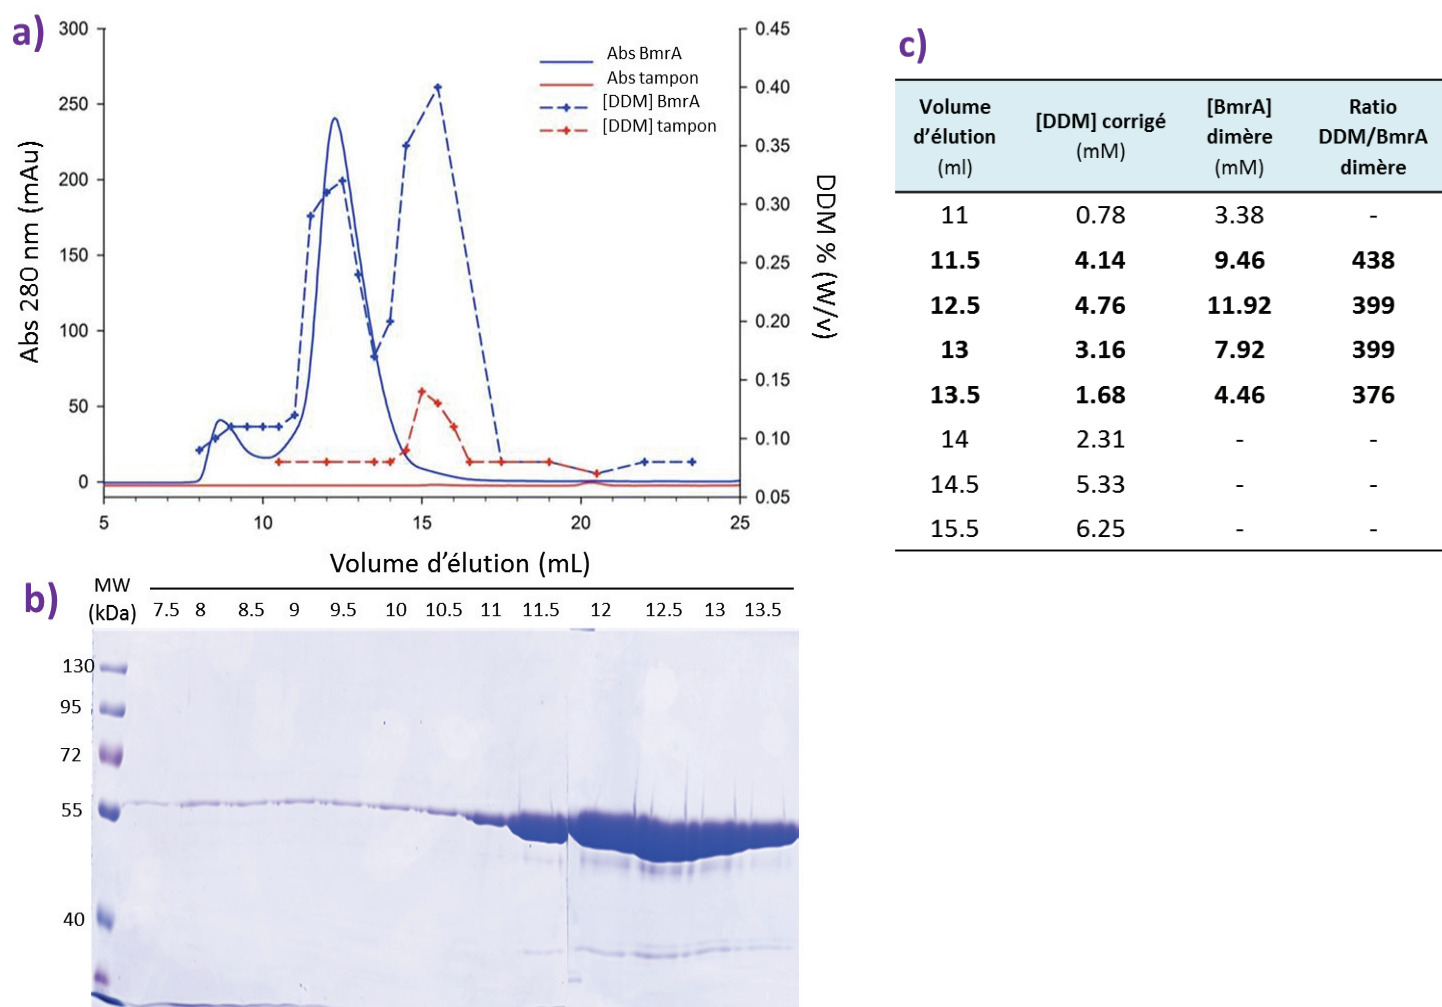 a)
Abs 280 nm (mAu)
300
250
200
150
100
50
0
Abs BmrA
Abs tampon
[DDM] BmrA
[DDM] tampon
0.45
0.40
0.35
0.30
0.25
0.20
0.15
0.10
0.05
DDM % (W/v)
5 10 15 20 25
Volume d’élution (mL)
b)
MW
(kDa)
7.5 8 8.5 9 9.5 10 10.5 11 11.5 12 12.5 13 13.5
130
95
72
55
40
c)
Volume d’élution (ml) [DDM] corrigé (mM) [BmrA] dimère (mM) Ratio DDM/BmrA dimère
11 0.78 3.38 -
11.5 4.14 9.46 438
12.5 4.76 11.92 399
13 3.16 7.92 399
13.5 1.68 4.46 376
14 2.31 - -
14.5 5.33 - -
15.5 6.25 - -